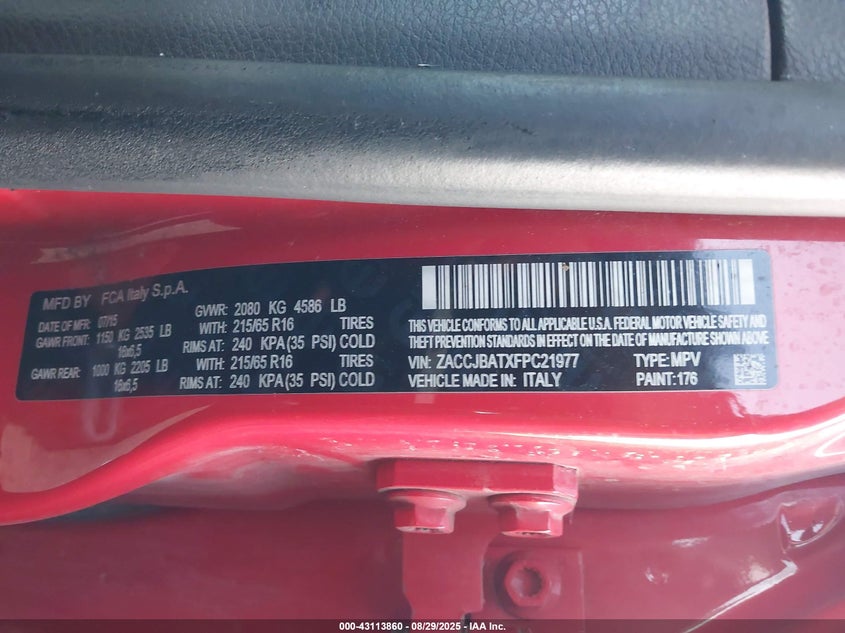 MFD BY FCA Italy S.p.A.
DATE OF MFR: 07/15
GVWR: 2080 KG 4586 LB
GAWR FRONT: 1150 KG 2535 LB
WITH: 215/65 R16 TIRES
16x6,5
RIMS AT: 240 KPA(35 PSI) COLD
GAWR REAR: 1000 KG 2205 LB
WITH: 215/65 R16 TIRES
16x6,5
RIMS AT: 240 KPA(35 PSI) COLD
THIS VEHICLE CONFORMS TO ALL APPLICABLE U.S.A. FEDERAL MOTOR VEHICLE SAFETY AND
THEFT PREVENTION STANDARDS IN EFFECT ON THE DATE OF MANUFACTURE SHOWN ABOVE
VIN: ZACCJBATXFPC21977 TYPE: MPV
VEHICLE MADE IN: ITALY PAINT: 176
000-43113860 - 08/29/2025 - IAA Inc.